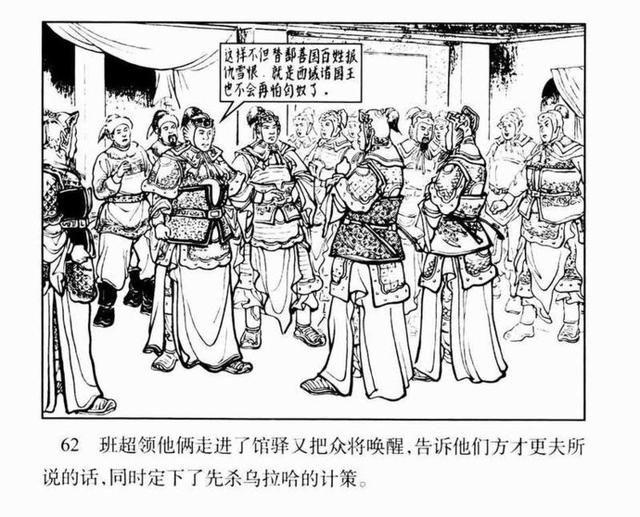 这样不但替鄯善国百姓报
仇雪恨．就是西域诸国王
也不会再怕匈奴了．
62 班超领他俩走进了馆驿又把众将唤醒,告诉他们方才更夫所
说的话,同时定下了先杀乌拉哈的计策。